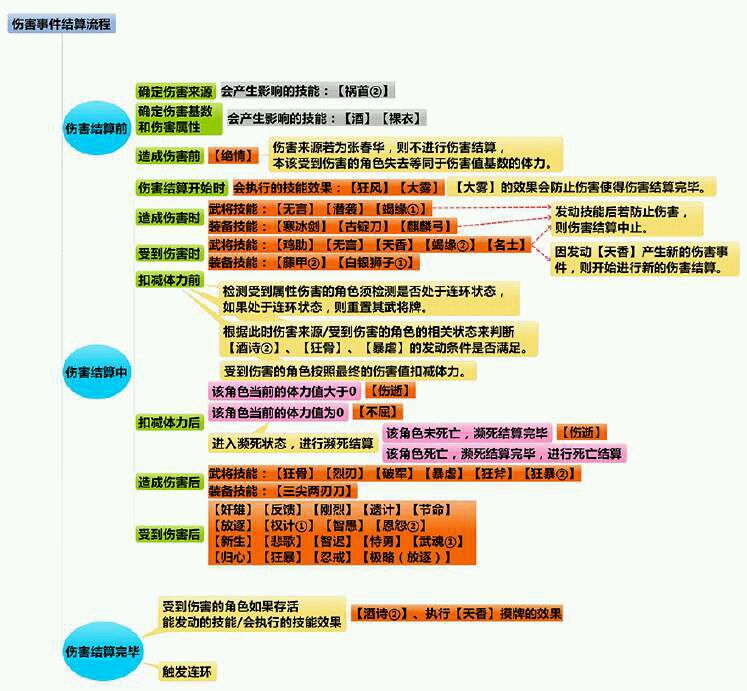 伤害事件结算流程
伤害结算前
确定伤害来源 会产生影响的技能：【祸首②】
确定伤害基数
和伤害属性
会产生影响的技能：【酒】【裸衣】
造成伤害前 【绝情】
伤害来源若为张春华，则不进行伤害结算，
本该受到伤害的角色失去等同于伤害值基数的体力。
伤害结算中
伤害结算开始时 会执行的技能效果：【狂风】【大雾】 【大雾】的效果会防止伤害使得伤害结算完毕。
造成伤害时
武将技能：【无言】【潜袭】【竭缘①】
装备技能：【寒冰剑】【古锭刀】【麒麟弓】
发动技能后若防止伤害，
则伤害结算中止。
受到伤害时
武将技能：【鸡肋】【无言】【天香】【竭缘②】【名士】
装备技能：【藤甲②】【白银狮子①】
因发动【天香】产生新的伤害事
件，则开始进行新的伤害结算。
扣减体力前
检测受到属性伤害的角色须检测是否处于连环状态，
如果处于连环状态，则重置其武将牌。
根据此时伤害来源/受到伤害的角色的相关状态来判断
【酒诗②】、【狂骨】、【暴虐】的发动条件是否满足。
受到伤害的角色按照最终的伤害值扣减体力。
扣减体力后
该角色当前的体力值大于0 【伤逝】
该角色当前的体力值为0 【不屈】
进入濒死状态，进行濒死结算
该角色未死亡，濒死结算完毕 【伤逝】
该角色死亡，濒死结算完毕，进行死亡结算
造成伤害后
武将技能：【狂骨】【烈刃】【破军】【暴虐】【狂斧】【狂暴②】
装备技能：【三尖两刃刀】
受到伤害后
【奸雄】【反馈】【刚烈】【遗计】【节命】
【放逐】【权计①】【智愚】【恩怨②】
【新生】【悲歌】【智迟】【恃勇】【武魂①】
【归心】【狂暴】【忍戒】【极略（放逐）】
伤害结算完毕
受到伤害的角色如果存活
能发动的技能/会执行的技能效果
【酒诗②】、执行【天香】摸牌的效果
触发连环